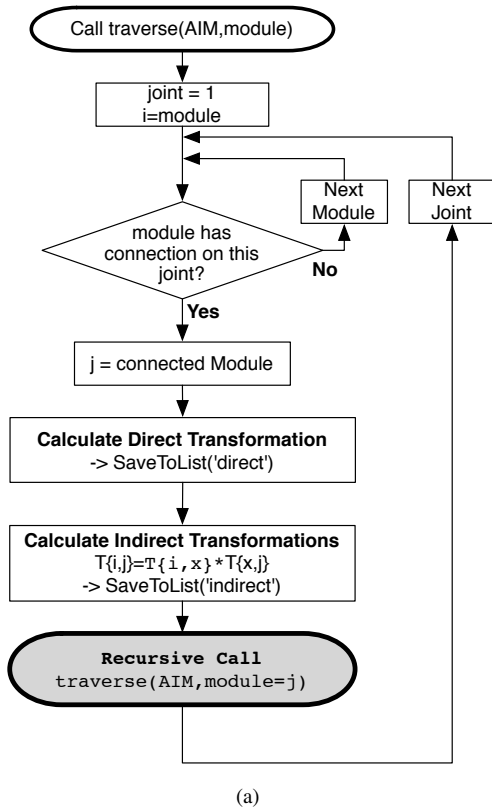 Call traverse(AIM,module)
joint = 1
i=module
Next
Module
Next
Joint
module has
connection on this
joint?
No
Yes
j = connected Module
Calculate Direct Transformation
-> SaveToList('direct')
Calculate Indirect Transformations
T{i,j}=T{i,x}*T{x,j}
-> SaveToList('indirect')
Recursive Call
traverse(AIM,module=j)
(a)